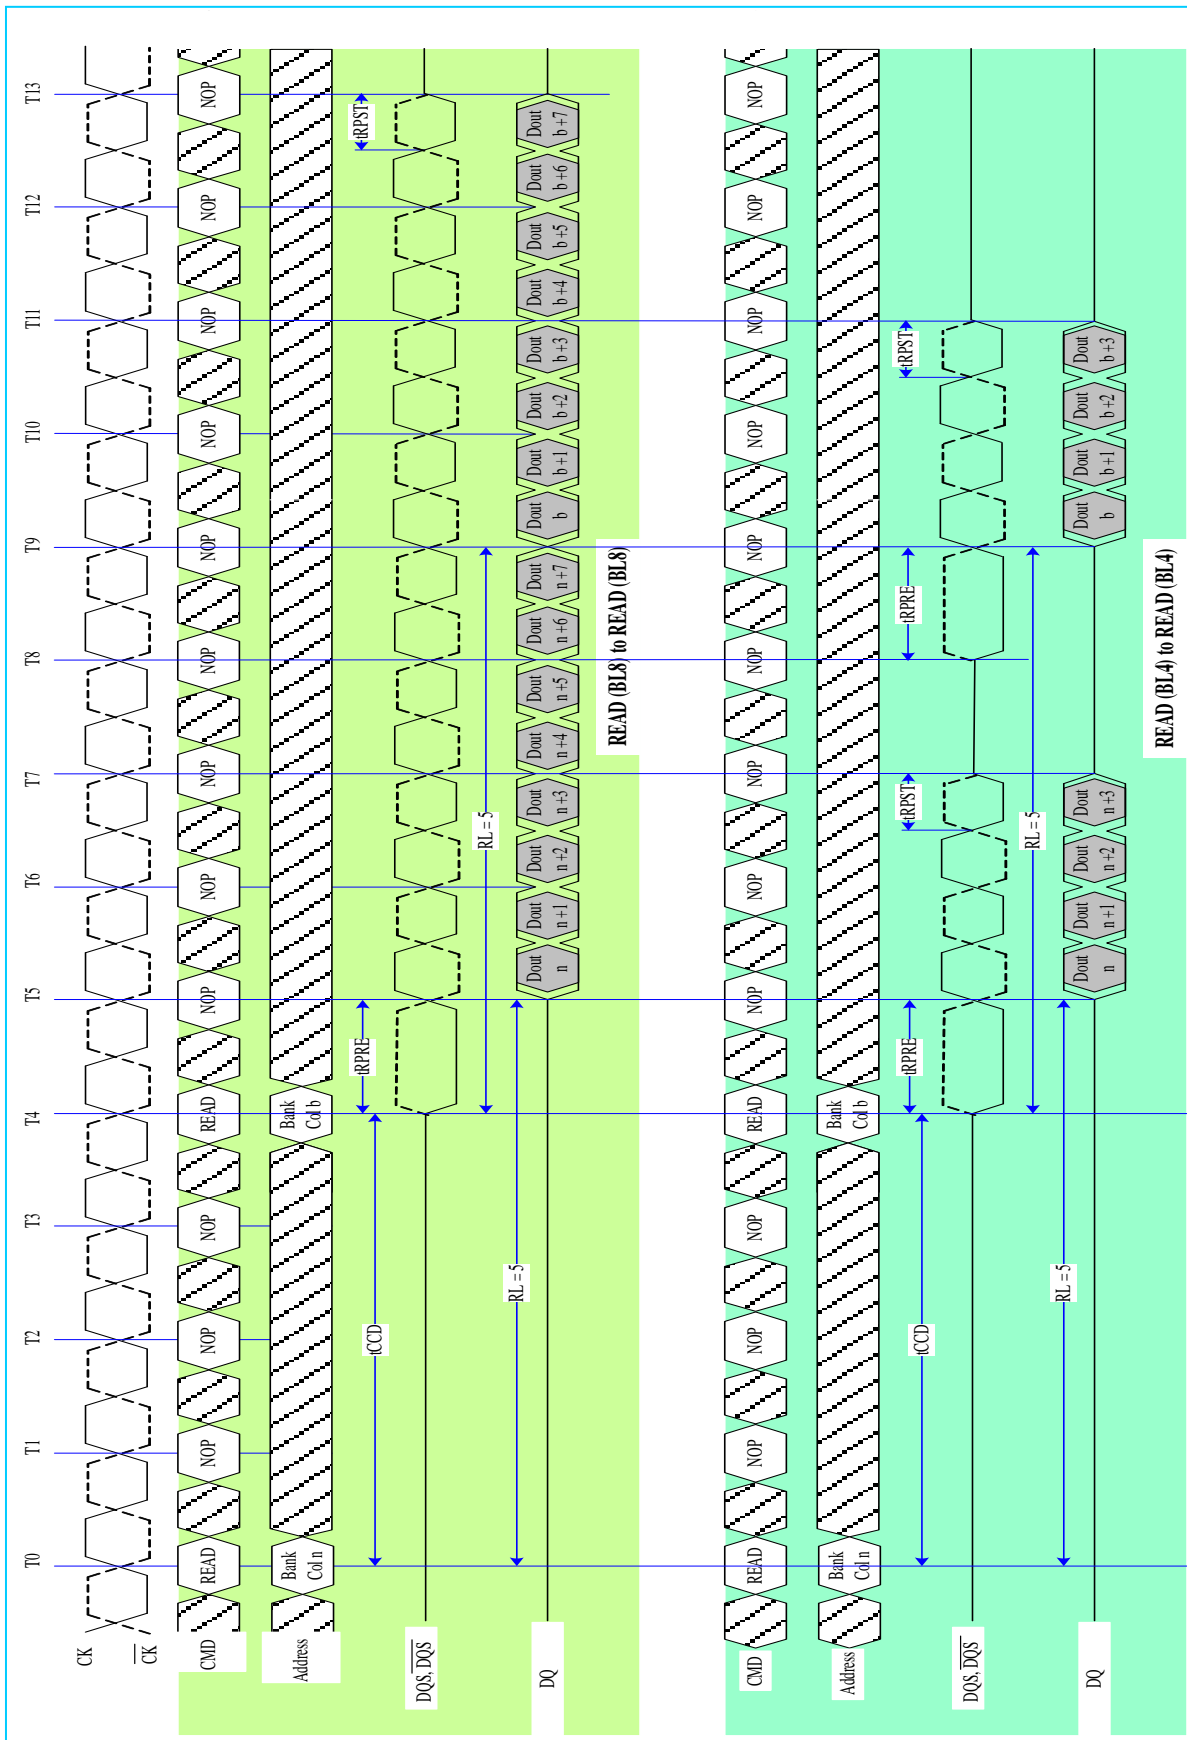 T0 T1 T2 T3 T4 T5 T6 T7 T8 T9 T10 T11 T12 T13
CK
CK
CMD READ NOP NOP NOP READ NOP NOP NOP NOP NOP NOP NOP NOP NOP
Address
Bank Bank
Col n Col b
tRPRE tRPST
tCCD
DQS, DQS
RL = 5
RL = 5
DQ
Dout Dout Dout Dout Dout Dout Dout Dout Dout Dout Dout Dout Dout Dout Dout Dout
n n+1 n+2 n+3 n+4 n+5 n+6 n+7 b b+1 b+2 b+3 b+4 b+5 b+6 b+7
READ (BL8) to READ (BL8)
CMD READ NOP NOP NOP READ NOP NOP NOP NOP NOP NOP NOP NOP NOP
Address
Bank Bank
Col n Col b
tRPRE tRPST tRPRE tRPST
tCCD
DQS, DQS
RL = 5
RL = 5
DQ
Dout Dout Dout Dout Dout Dout Dout Dout
n n+1 n+2 n+3 b b+1 b+2 b+3
READ (BL4) to READ (BL4)